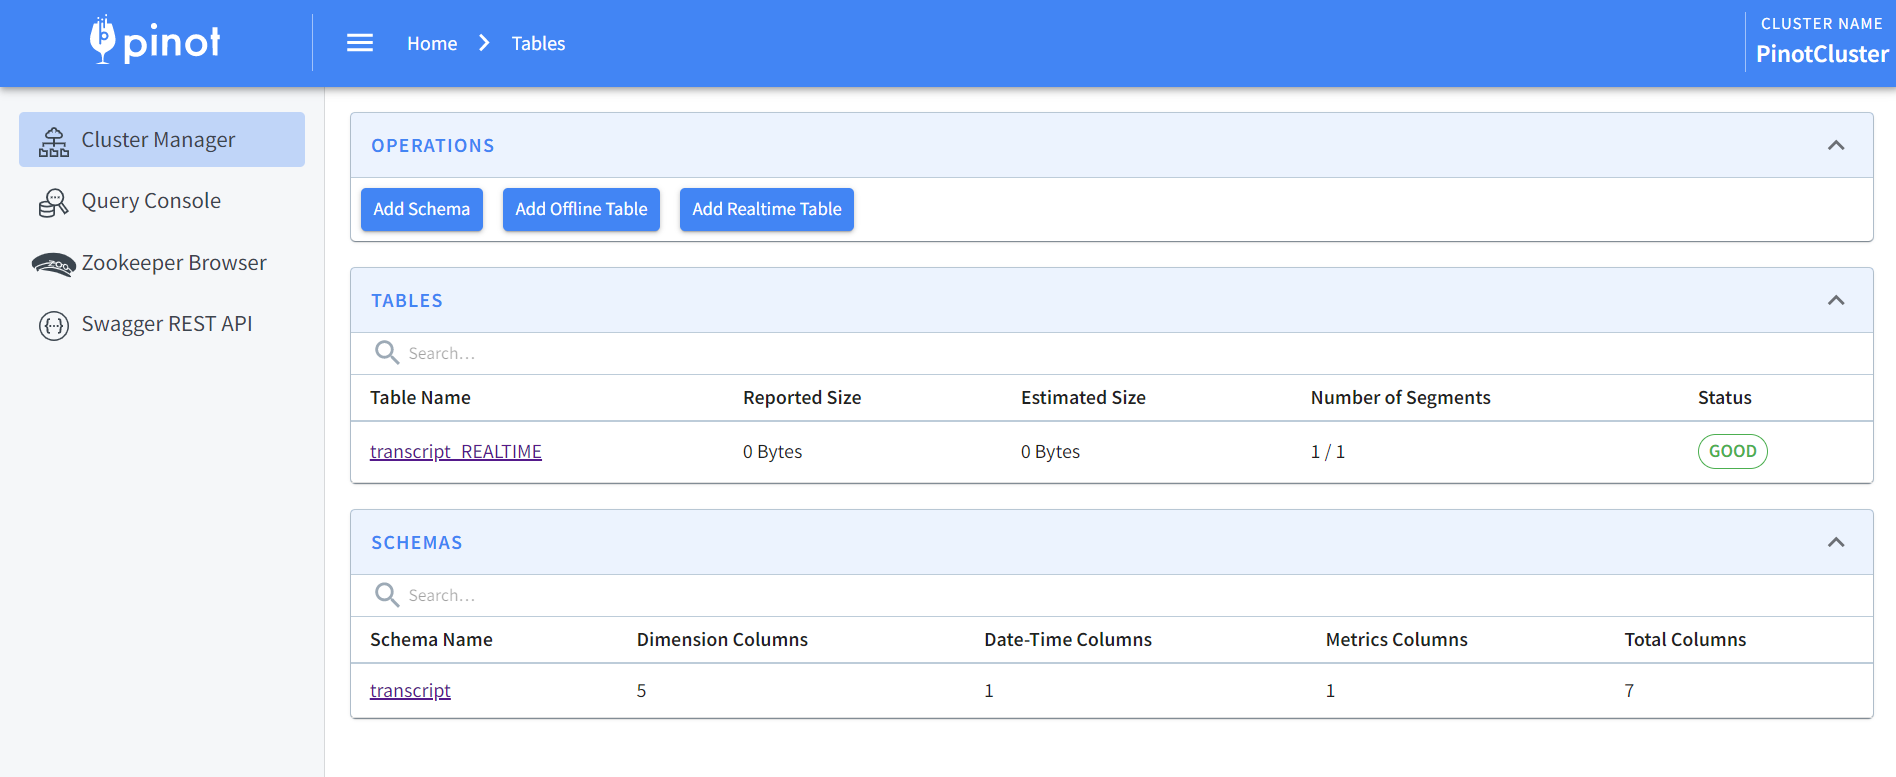 pinot
Home > Tables
CLUSTER NAME
PinotCluster
Cluster Manager
Query Console
Zookeeper Browser
Swagger REST API
OPERATIONS
Add Schema Add Offline Table Add Realtime Table
TABLES
Search...
Table Name Reported Size Estimated Size Number of Segments Status
transcript_REALTIME 0 Bytes 0 Bytes 1 / 1 GOOD
SCHEMAS
Search...
Schema Name Dimension Columns Date-Time Columns Metrics Columns Total Columns
transcript 5 1 1 7